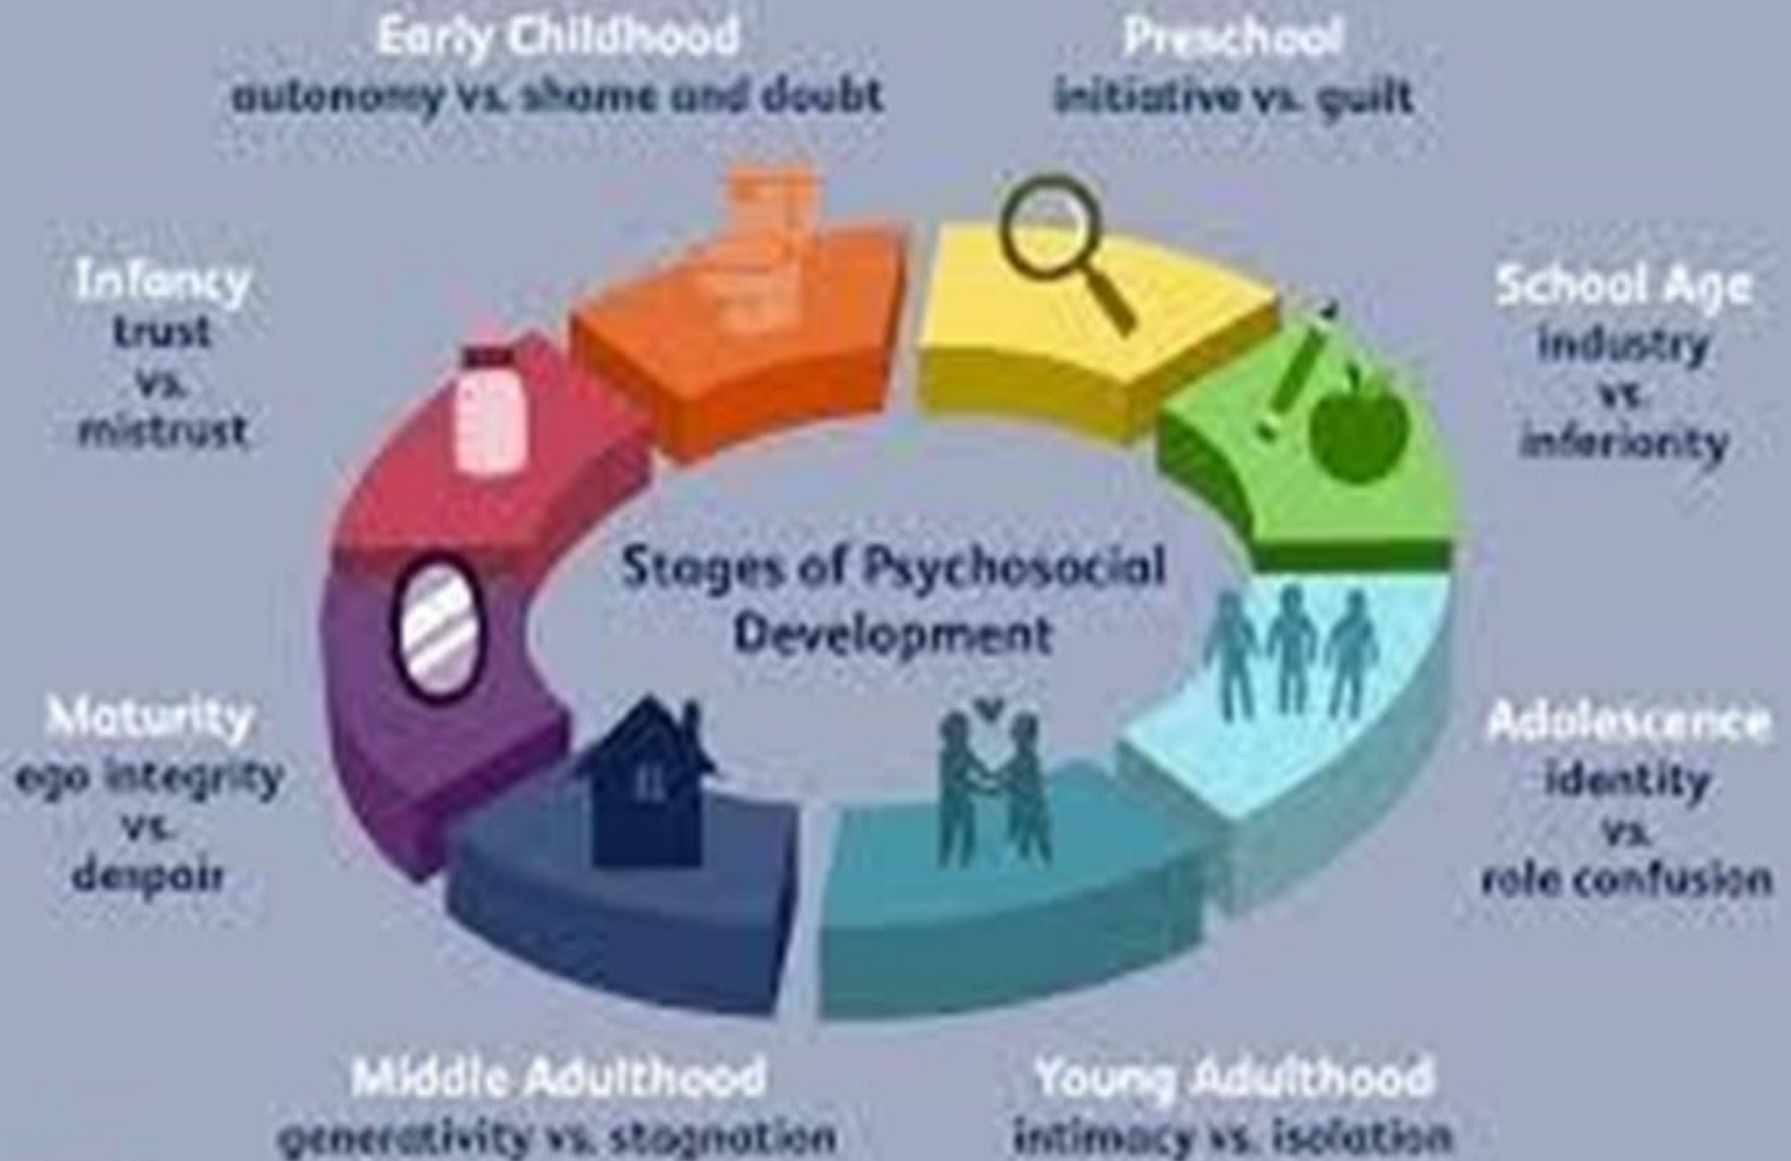 Early Childhood
autonomy vs. shame and doubt
Preschool
initiative vs. guilt
Infancy
trust
vs.
mistrust
School Age
industry
vs.
inferiority
Stages of Psychosocial
Development
Maturity
ego integrity
vs.
despair
Adolescence
identity
vs.
role confusion
Middle Adulthood
generativity vs. stagnation
Young Adulthood
intimacy vs. isolation